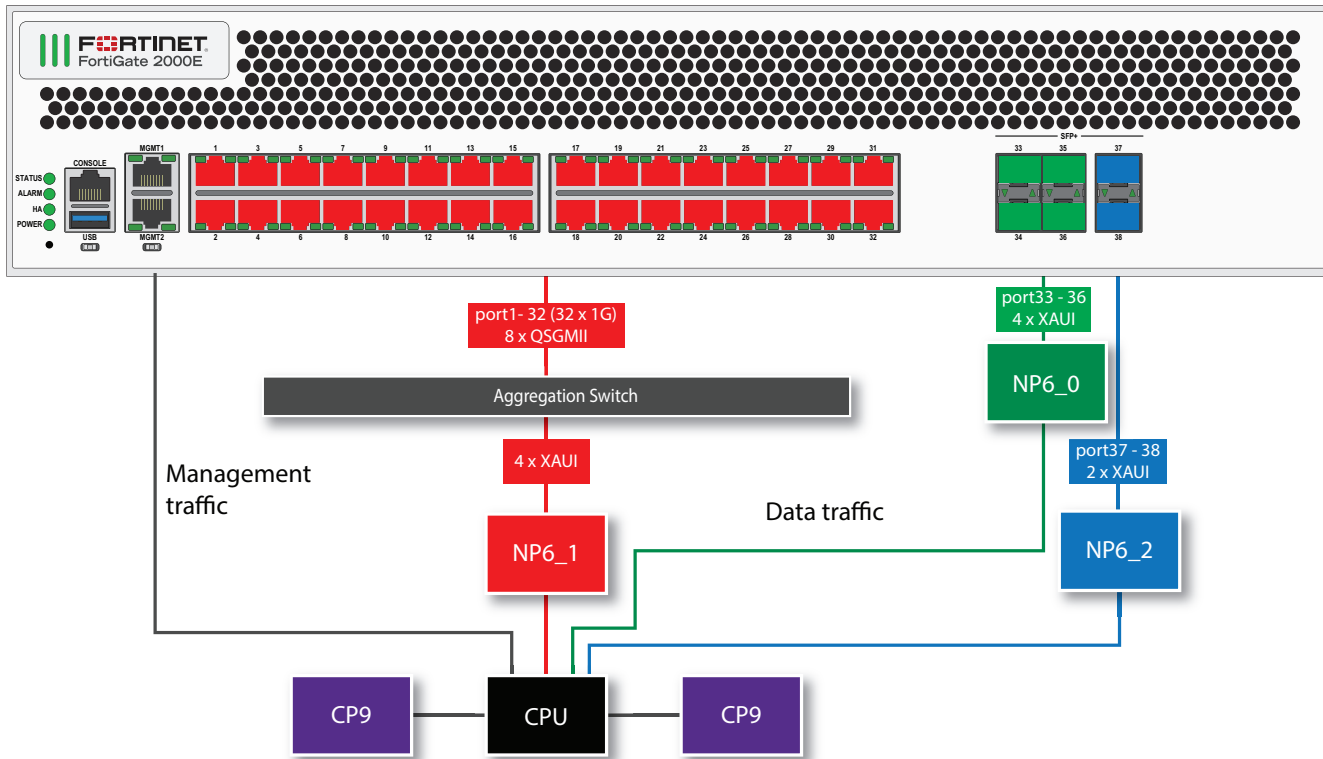 FORTINET
FortiGate 2000E
STATUS
ALARM
HA
POWER
CONSOLE
USB
MGMT1
MGMT2
1 3 5 7 9 11 13 15
2 4 6 8 10 12 14 16
17 19 21 23 25 27 29 31
18 20 22 24 26 28 30 32
SFP+
33 35 37
34 36 38
port1- 32 (32 x 1G)
8 x QSGMII
port33 - 36
4 x XAUI
Aggregation Switch
NP6_0
4 x XAUI
port37 - 38
2 x XAUI
Management
traffic
Data traffic
NP6_1
NP6_2
CP9
CPU
CP9